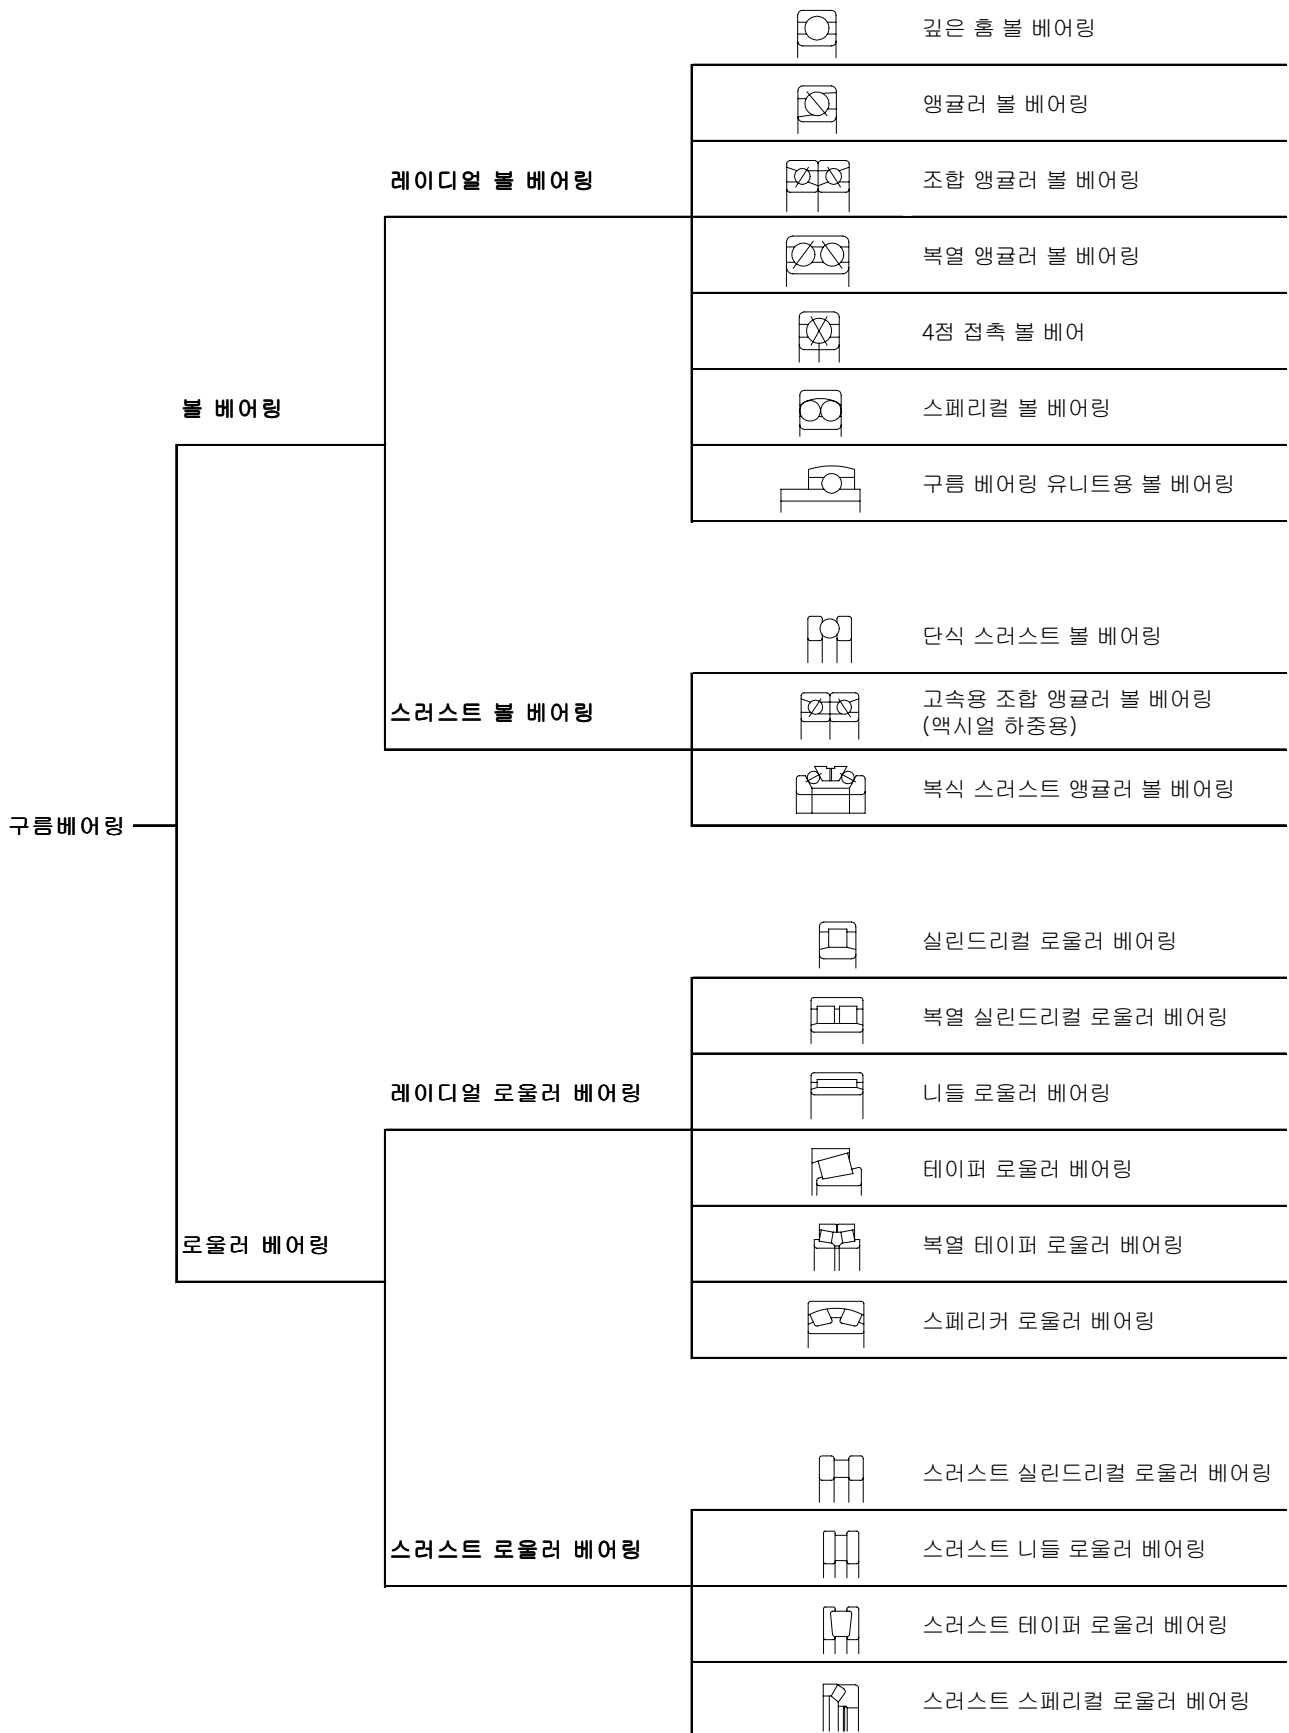 깊은 홈 볼 베어링
앵귤러 볼 베어링
레이디얼 볼 베어링
조합 앵귤러 볼 베어링
복열 앵귤러 볼 베어링
4점 접촉 볼 베어
볼 베어링
스페리컬 볼 베어링
구름 베어링 유니트용 볼 베어링
단식 스러스트 볼 베어링
스러스트 볼 베어링
고속용 조합 앵귤러 볼 베어링
(액시얼 하중용)
복식 스러스트 앵귤러 볼 베어링
구름베어링
실린드리컬 로울러 베어링
복열 실린드리컬 로울러 베어링
레이디얼 로울러 베어링
니들 로울러 베어링
테이퍼 로울러 베어링
로울러 베어링
복열 테이퍼 로울러 베어링
스페리커 로울러 베어링
스러스트 실린드리컬 로울러 베어링
스러스트 로울러 베어링
스러스트 니들 로울러 베어링
스러스트 테이퍼 로울러 베어링
스러스트 스페리컬 로울러 베어링